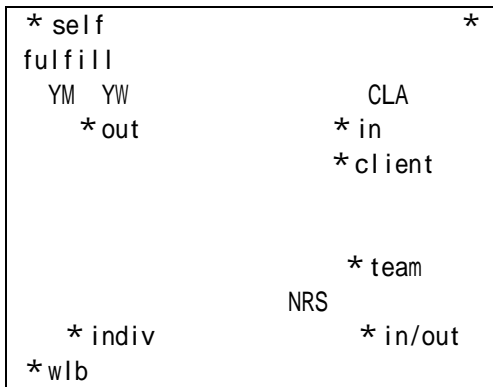 * self *
fulfill
YM YW CLA
* out * in
* client
* team
NRS
* indiv * in/out
* wlb